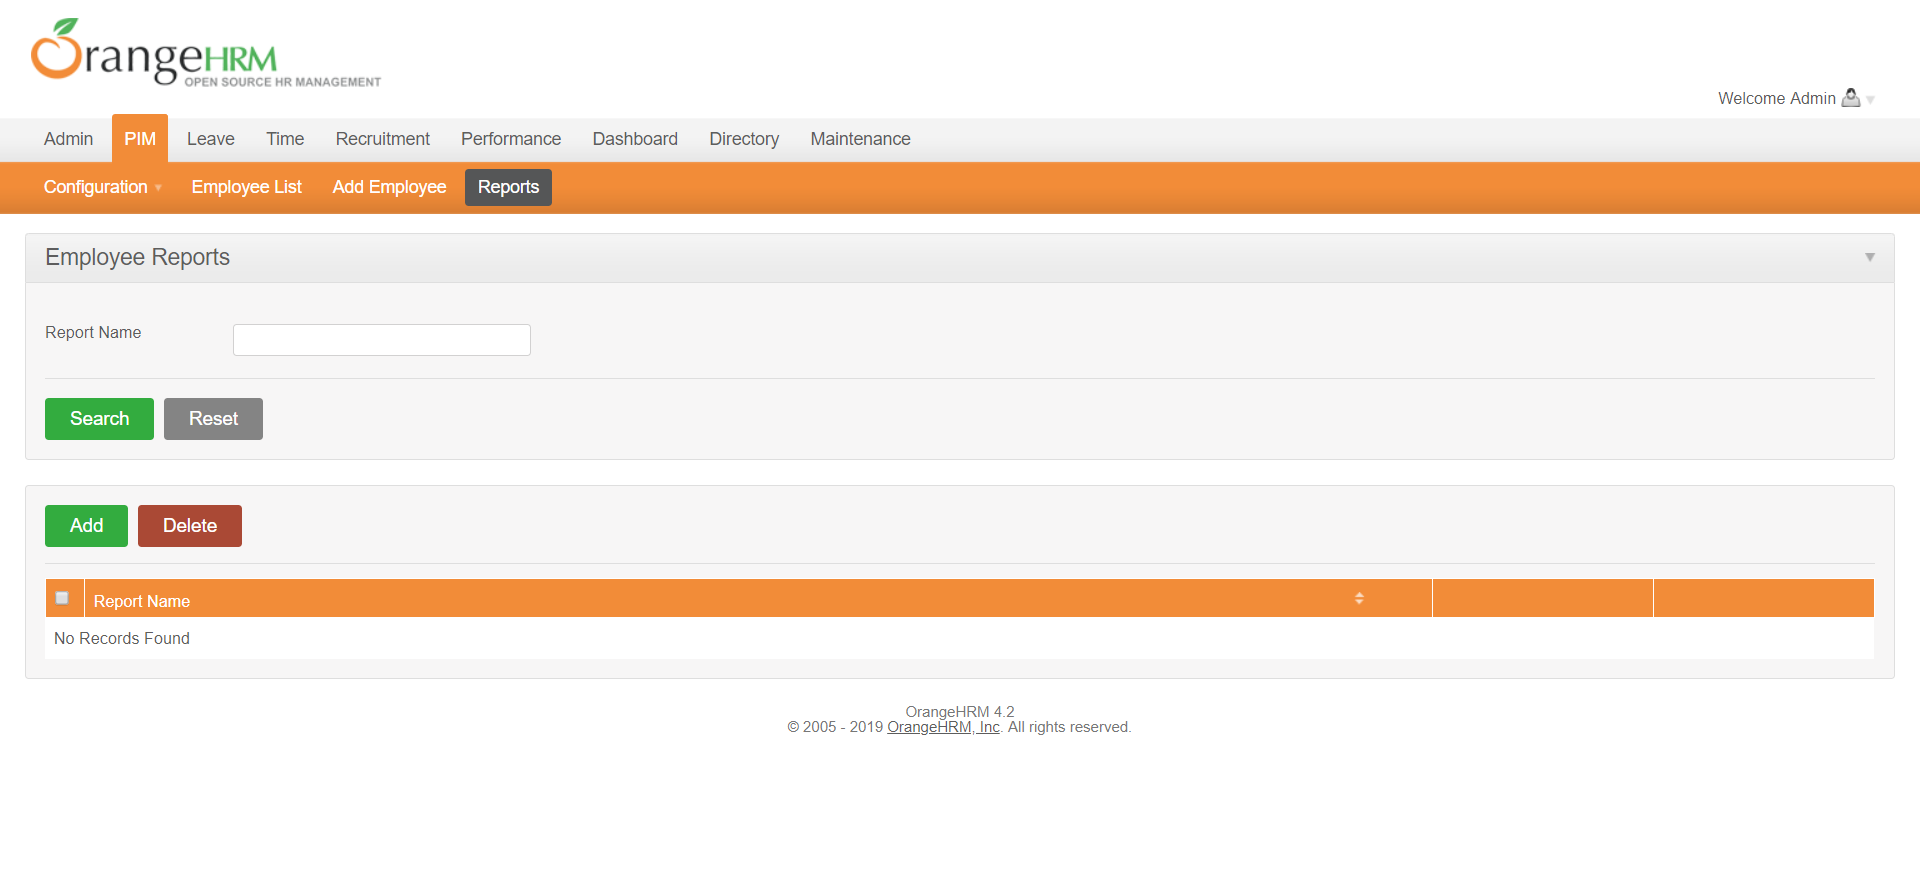 OrangeHRM
OPEN SOURCE HR MANAGEMENT
Welcome Admin
Admin PIM Leave Time Recruitment Performance Dashboard Directory Maintenance
Configuration Employee List Add Employee Reports
Employee Reports
Report Name
Search Reset
Add Delete
Report Name
No Records Found
OrangeHRM 4.2
© 2005 - 2019 OrangeHRM, Inc. All rights reserved.